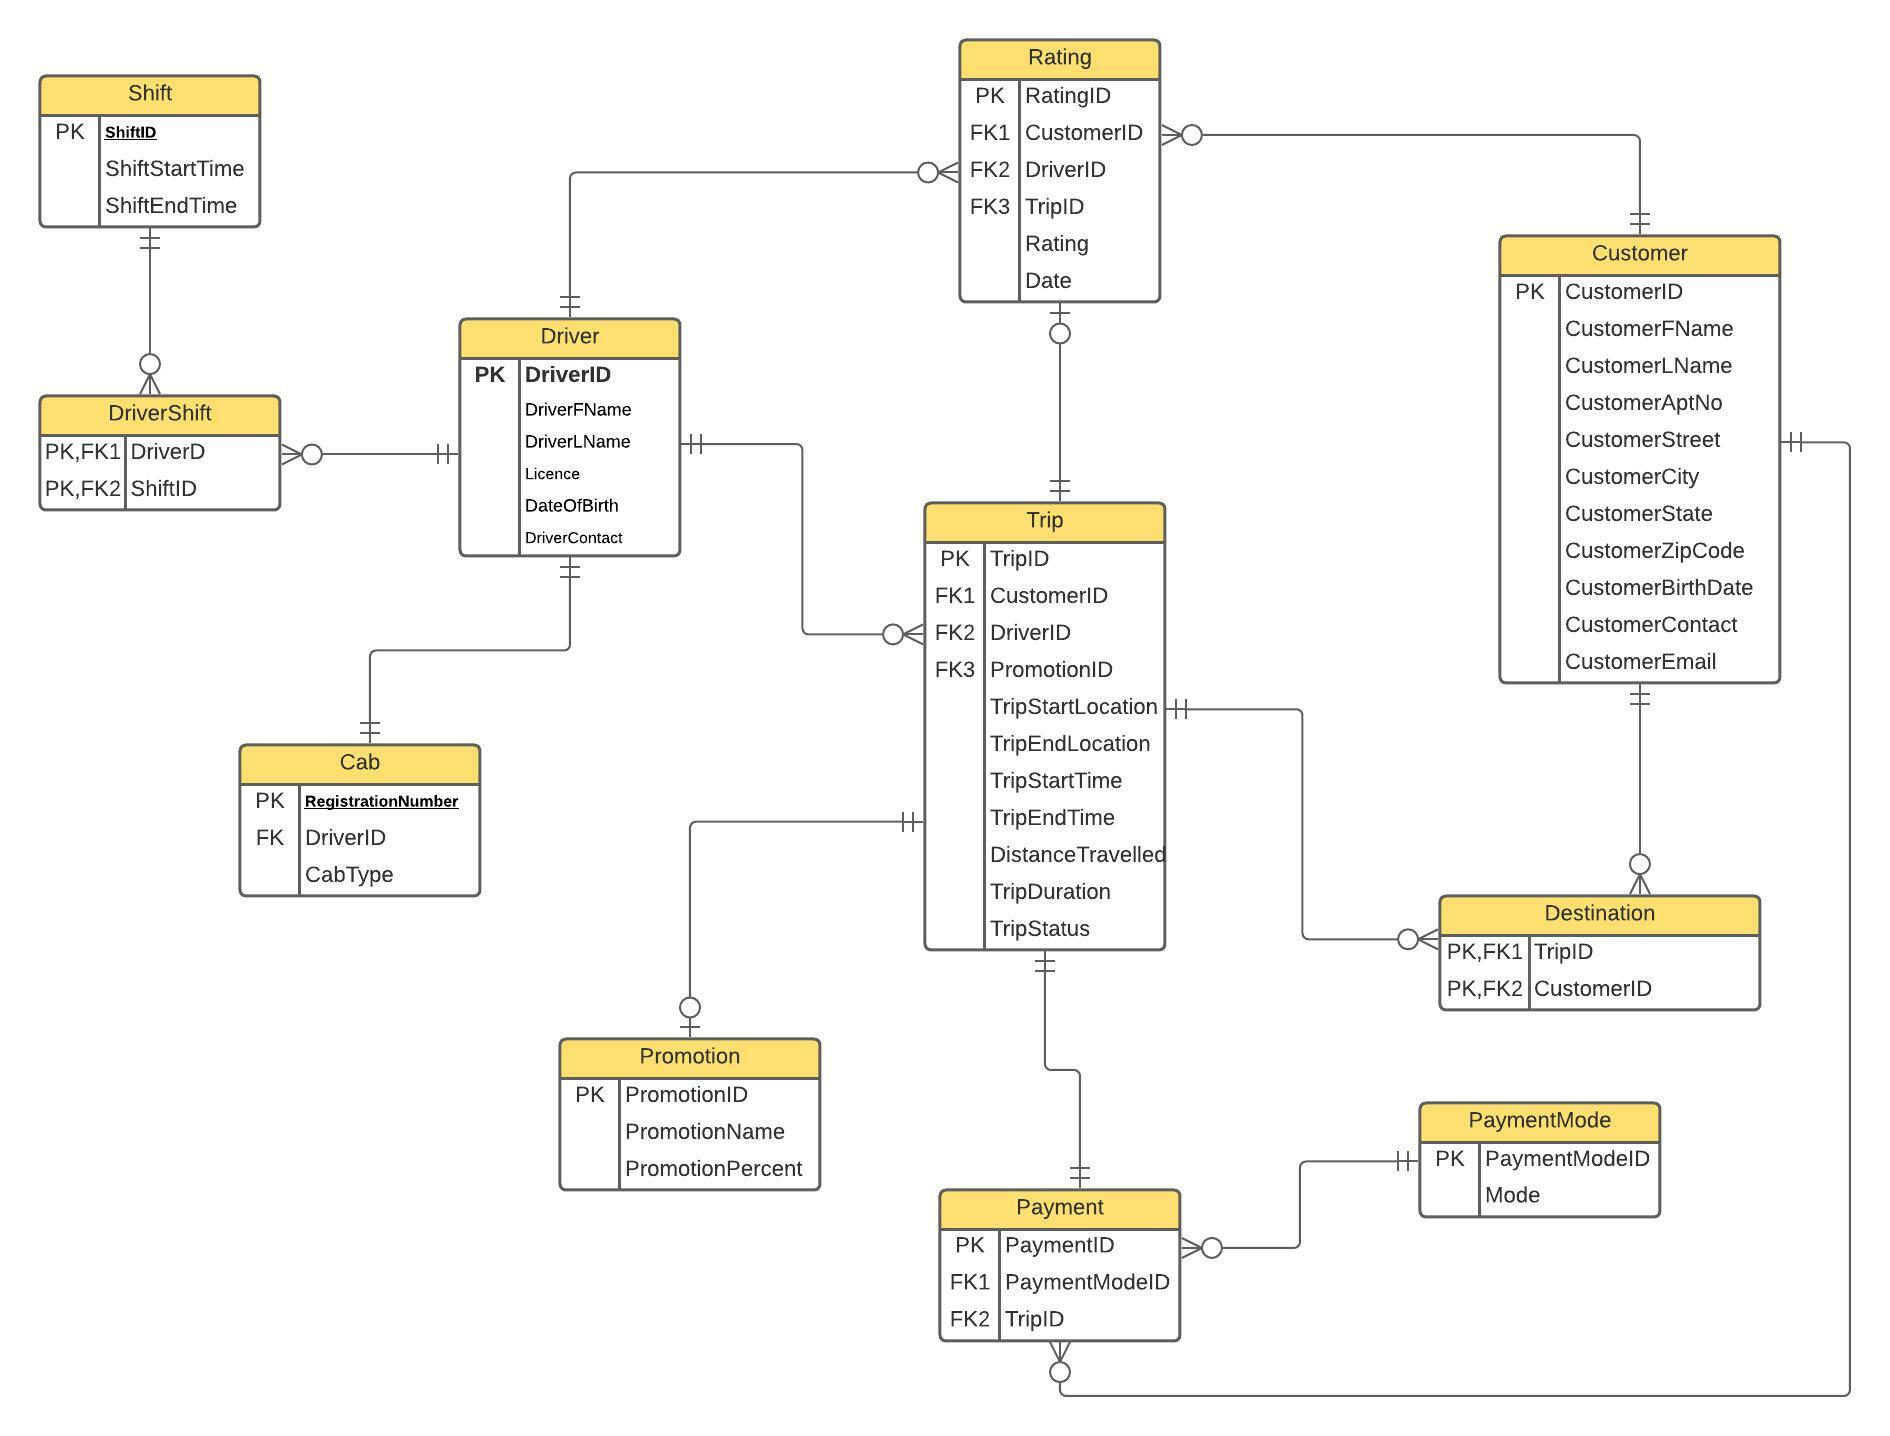 Shift
PK ShiftID
ShiftStartTime
ShiftEndTime
Rating
PK RatingID
FK1 CustomerID
FK2 DriverID
FK3 TripID
Rating
Date
Customer
PK CustomerID
CustomerFName
CustomerLName
CustomerAptNo
CustomerStreet
CustomerCity
CustomerState
CustomerZipCode
CustomerBirthDate
CustomerContact
CustomerEmail
Driver
PK DriverID
DriverFName
DriverLName
Licence
DateOfBirth
DriverContact
DriverShift
PK,FK1 DriverD
PK,FK2 ShiftID
Trip
PK TripID
FK1 CustomerID
FK2 DriverID
FK3 PromotionID
TripStartLocation
TripEndLocation
TripStartTime
TripEndTime
DistanceTravelled
TripDuration
TripStatus
Cab
PK RegistrationNumber
FK DriverID
CabType
Destination
PK,FK1 TripID
PK,FK2 CustomerID
Promotion
PK PromotionID
PromotionName
PromotionPercent
PaymentMode
PK PaymentModeID
Mode
Payment
PK PaymentID
FK1 PaymentModeID
FK2 TripID